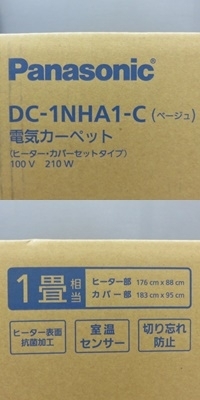 Panasonic
DC-1NHA1-C (ベージュ)
電気カーペット
(ヒーター・カバーセットタイプ)
100 V 210 W
1畳相当
ヒーター部 176 cm x 88 cm
カバー部 183 cm x 95 cm
ヒーター表面
抗菌加工
室温
センサー
切り忘れ
防止